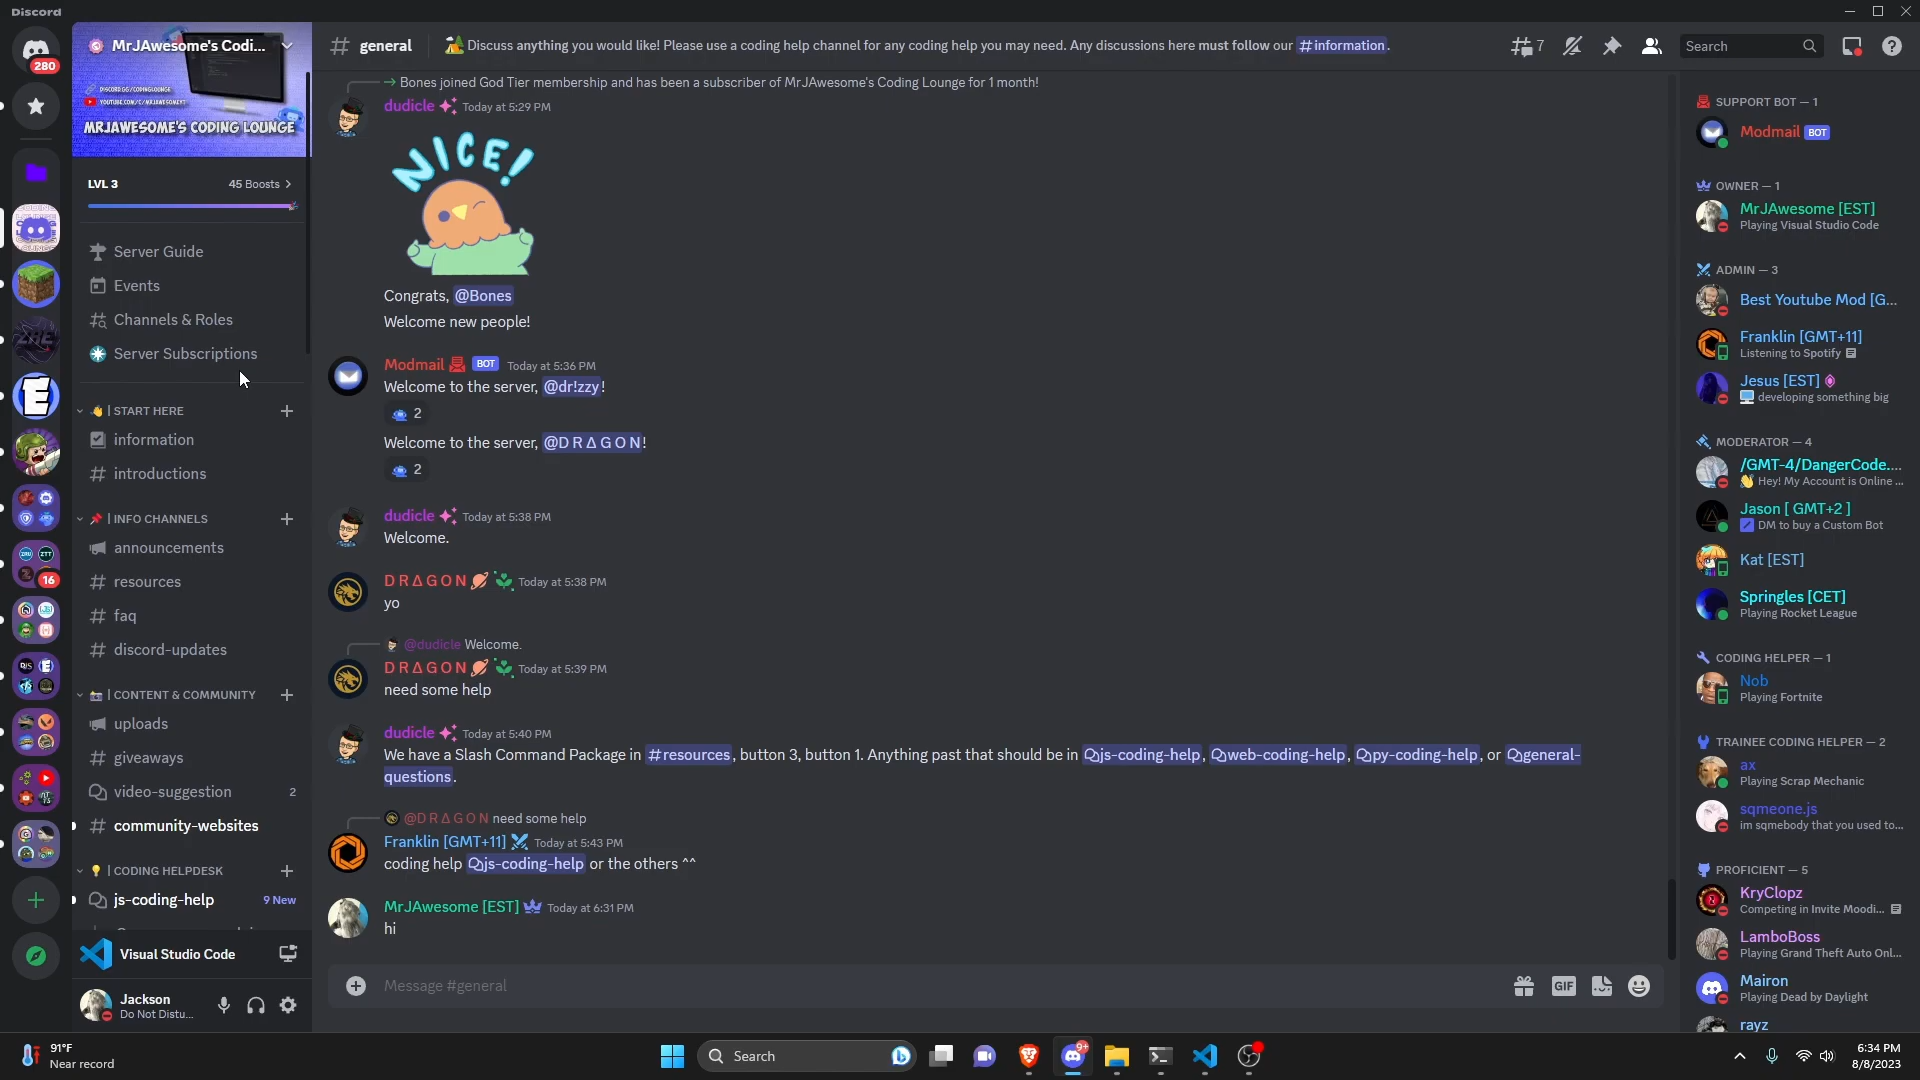 Discord
280
16
MrJAwesome's Codi...
DISCORD.GG/CODINGLOUNGE
YOUTUBE.COM/C/MRJAWESOMEYT
MRJAWESOME'S CODING LOUNGE
LVL 3
45 Boosts
Server Guide
Events
Channels & Roles
Server Subscriptions
| START HERE
information
introductions
| INFO CHANNELS
announcements
resources
faq
discord-updates
| CONTENT & COMMUNITY
uploads
giveaways
video-suggestion 2
community-websites
| CODING HELPDESK
js-coding-help 9 New
Visual Studio Code
Jackson
Do Not Distu...
# general
Discuss anything you would like! Please use a coding help channel for any coding help you may need. Any discussions here must follow our #information.
7
Search
Bones joined God Tier membership and has been a subscriber of MrJAwesome's Coding Lounge for 1 month!
dudicle Today at 5:29 PM
NICE!
Congrats, @Bones
Welcome new people!
Modmail BOT Today at 5:36 PM
Welcome to the server, @dr!zzy!
2
Welcome to the server, @D R Δ G O N!
2
dudicle Today at 5:38 PM
Welcome.
D R Δ G O N Today at 5:38 PM
yo
@dudicle Welcome.
D R Δ G O N Today at 5:39 PM
need some help
dudicle Today at 5:40 PM
We have a Slash Command Package in #resources, button 3, button 1. Anything past that should be in js-coding-help, web-coding-help, py-coding-help, or general-
questions.
@D R Δ G O N need some help
Franklin [GMT+11] Today at 5:43 PM
coding help js-coding-help or the others ^^
MrJAwesome [EST] Today at 6:31 PM
hi
Message #general
GIF
SUPPORT BOT — 1
Modmail BOT
OWNER — 1
MrJAwesome [EST]
Playing Visual Studio Code
ADMIN — 3
Best Youtube Mod [G...
Franklin [GMT+11]
Listening to Spotify
Jesus [EST]
developing something big
MODERATOR — 4
/GMT-4/DangerCode....
Hey! My Account is Online ...
Jason [ GMT+2 ]
DM to buy a Custom Bot
Kat [EST]
Springles [CET]
Playing Rocket League
CODING HELPER — 1
Nob
Playing Fortnite
TRAINEE CODING HELPER — 2
ax
Playing Scrap Mechanic
sqmeone.js
im sqmebody that you used to...
PROFICIENT — 5
KryClopz
Competing in Invite Moodi...
LamboBoss
Playing Grand Theft Auto Onl...
Mairon
Playing Dead by Daylight
rayz
91°F
Near record
Search
9+
6:34 PM
8/8/2023